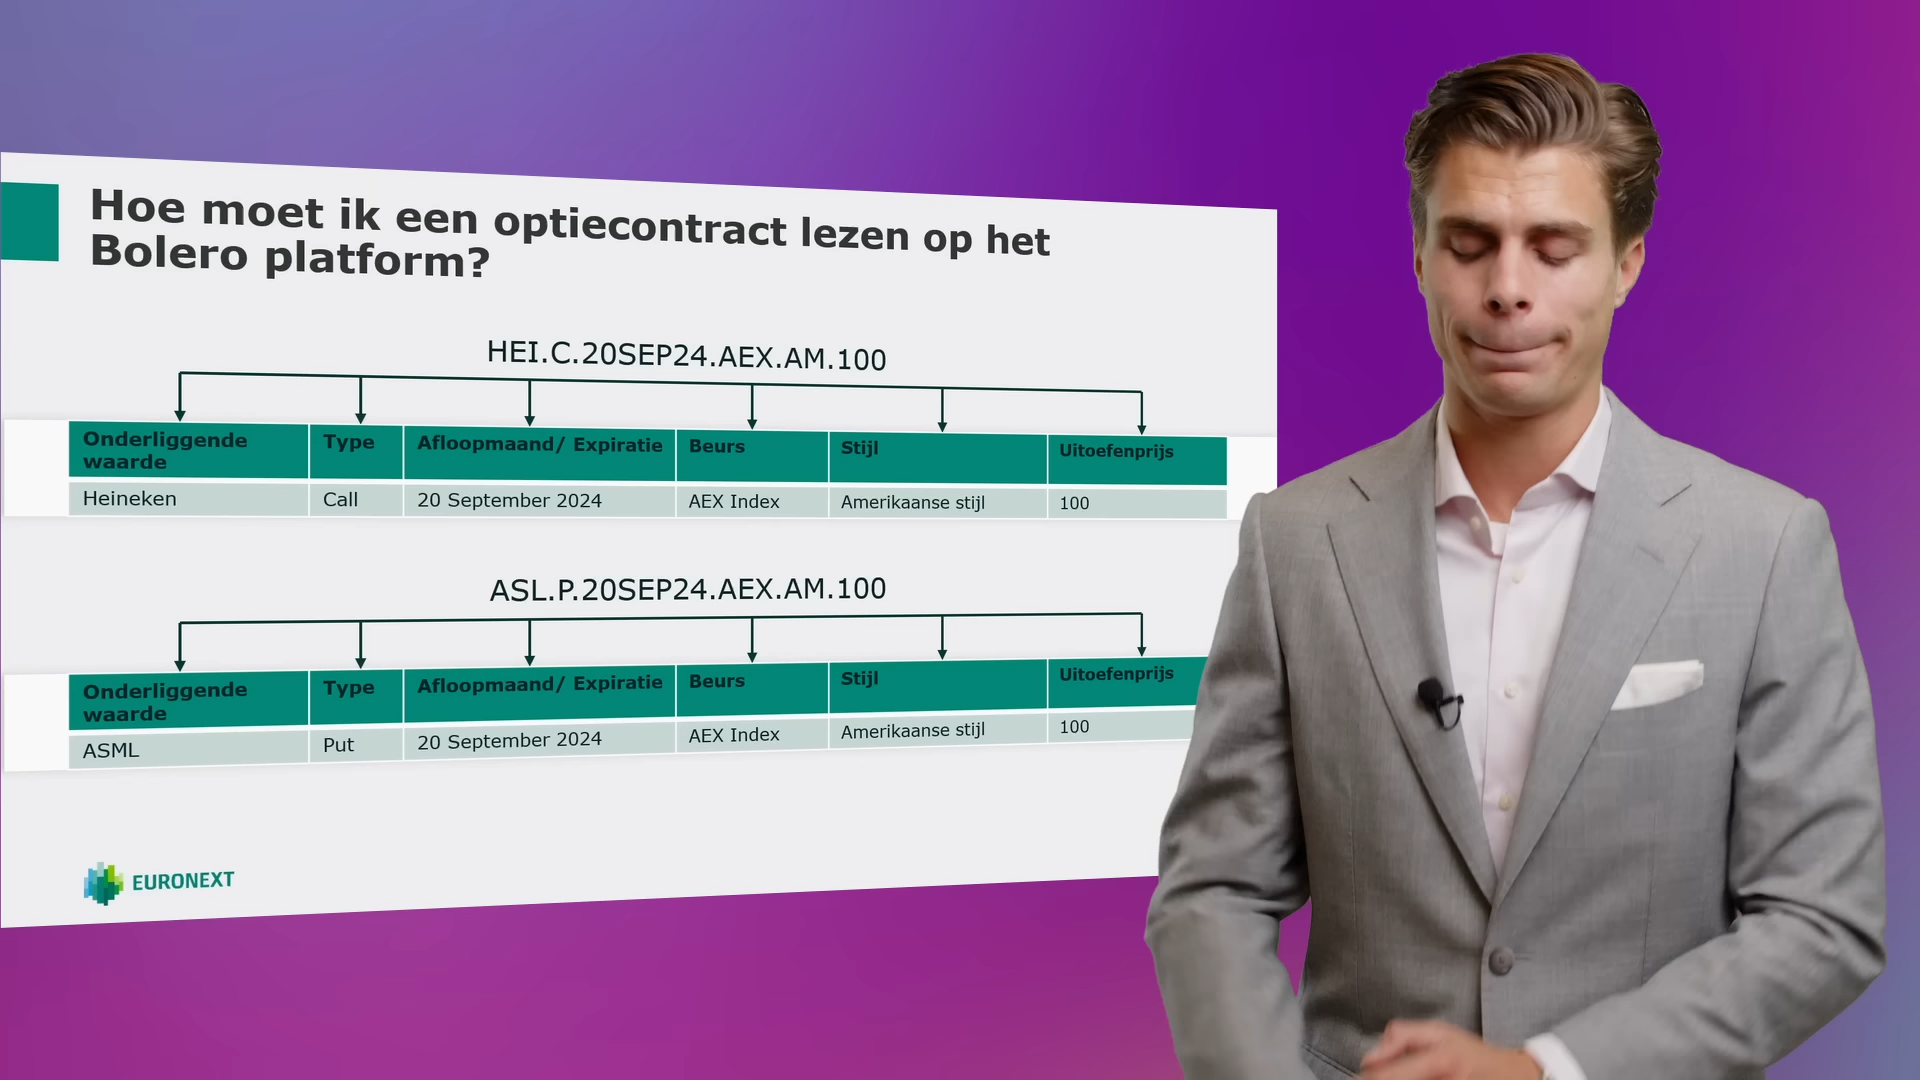 Hoe moet ik een optiecontract lezen op het
Bolero platform?
HEI.C.20SEP24.AEX.AM.100
Onderliggende waarde Type Afloopmaand/ Expiratie Beurs Stijl Uitoefenprijs
Heineken Call 20 September 2024 AEX Index Amerikaanse stijl 100
ASL.P.20SEP24.AEX.AM.100
Onderliggende waarde Type Afloopmaand/ Expiratie Beurs Stijl Uitoefenprijs
ASML Put 20 September 2024 AEX Index Amerikaanse stijl 100
EURONEXT